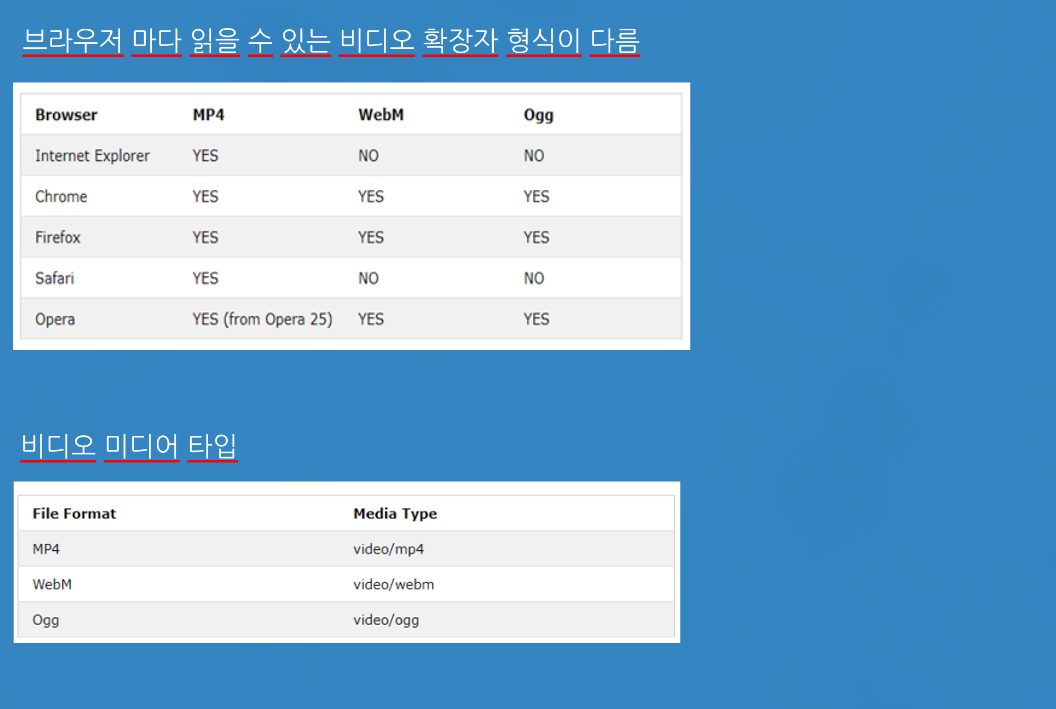 브라우저 마다 읽을 수 있는 비디오 확장자 형식이 다름
Browser MP4 WebM Ogg
Internet Explorer YES NO NO
Chrome YES YES YES
Firefox YES YES YES
Safari YES NO NO
Opera YES (from Opera 25) YES YES
비디오 미디어 타입
File Format Media Type
MP4 video/mp4
WebM video/webm
Ogg video/ogg